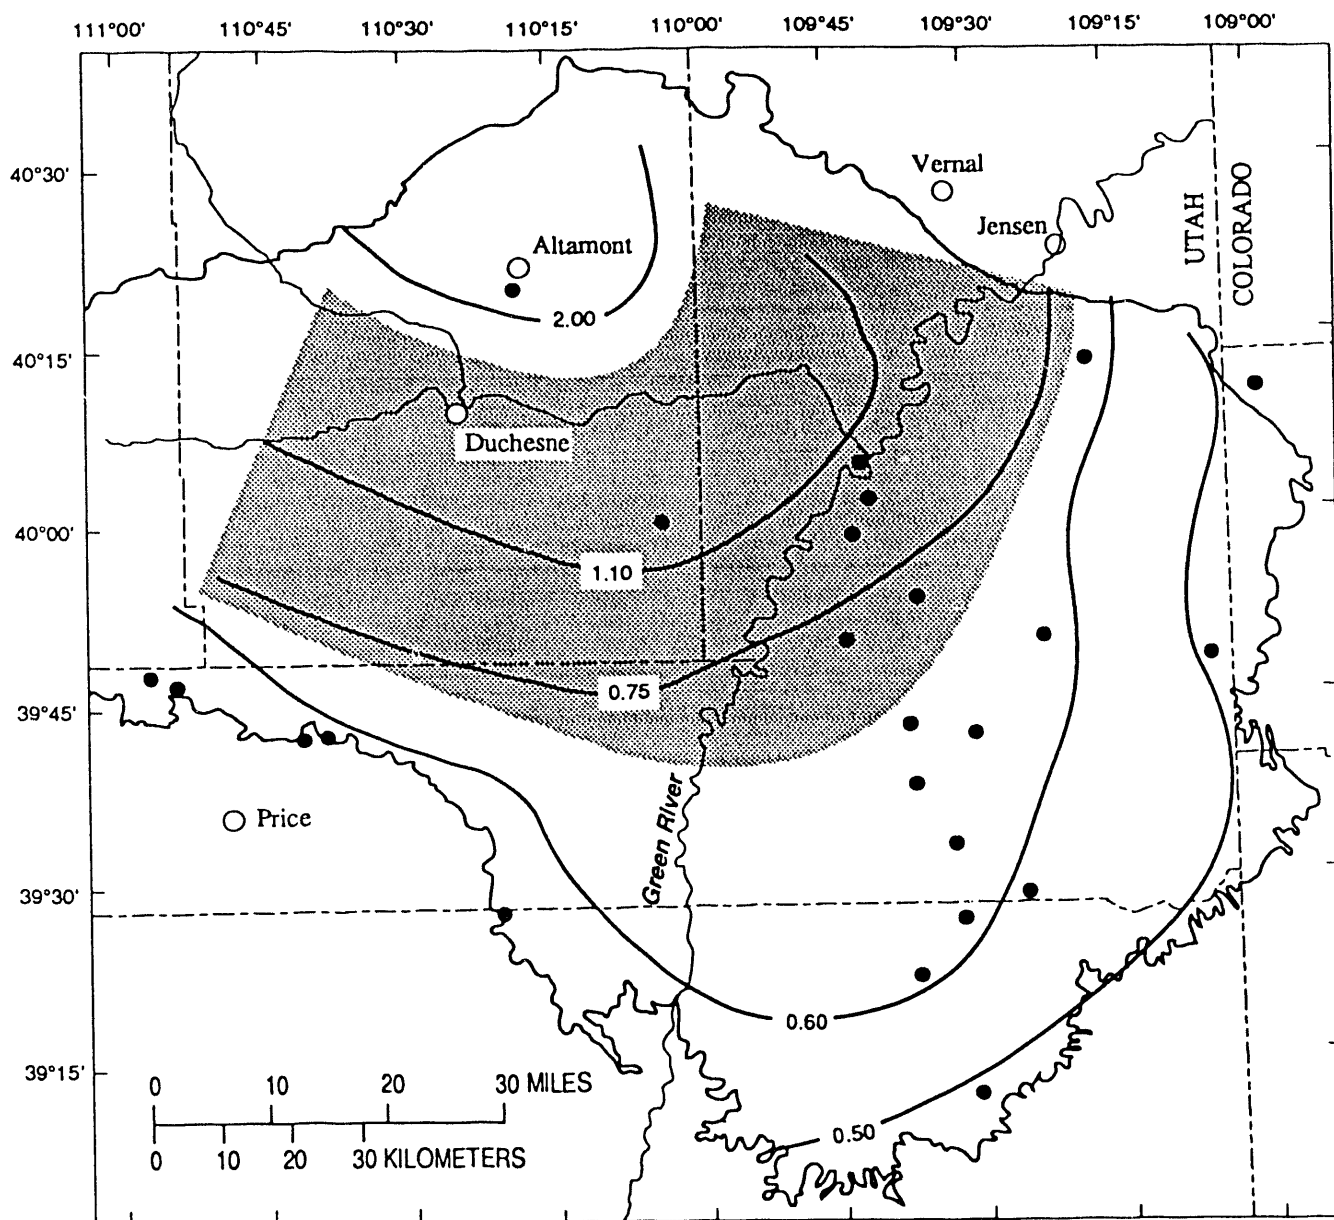 111°00' 110°45' 110°30' 110°15' 110°00' 109°45' 109°30' 109°15' 109°00'
40°30'
Vernal
Jensen
UTAH
COLORADO
Altamont
2.00
40°15'
Duchesne
40°00'
1.10
0.75
39°45'
Price
Green River
39°30'
0.60
39°15'
0 10 20 30 MILES
0.50
0 10 20 30 KILOMETERS